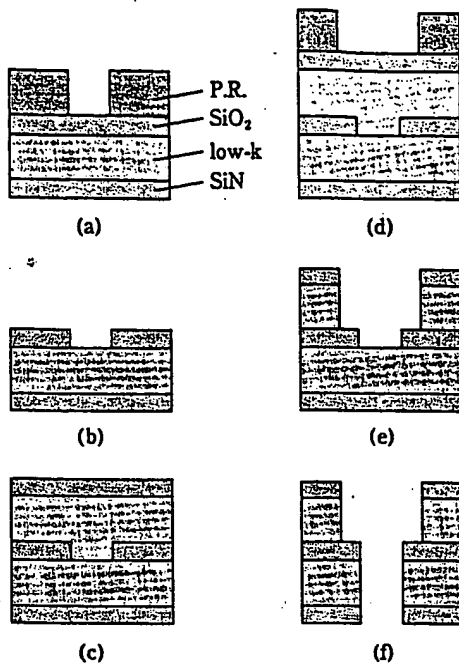 P.R.
SiO₂
low-k
SiN
(a)
(d)
(b)
(e)
(c)
(f)